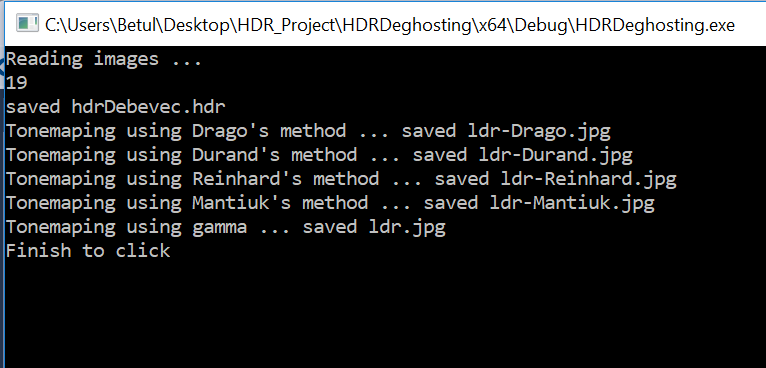 C:\Users\Betul\Desktop\HDR_Project\HDRDeghosting\x64\Debug\HDRDeghosting.exe
Reading images ...
19
saved hdrDebevec.hdr
Tonemaping using Drago's method ... saved ldr-Drago.jpg
Tonemaping using Durand's method ... saved ldr-Durand.jpg
Tonemaping using Reinhard's method ... saved ldr-Reinhard.jpg
Tonemaping using Mantiuk's method ... saved ldr-Mantiuk.jpg
Tonemaping using gamma ... saved ldr.jpg
Finish to click